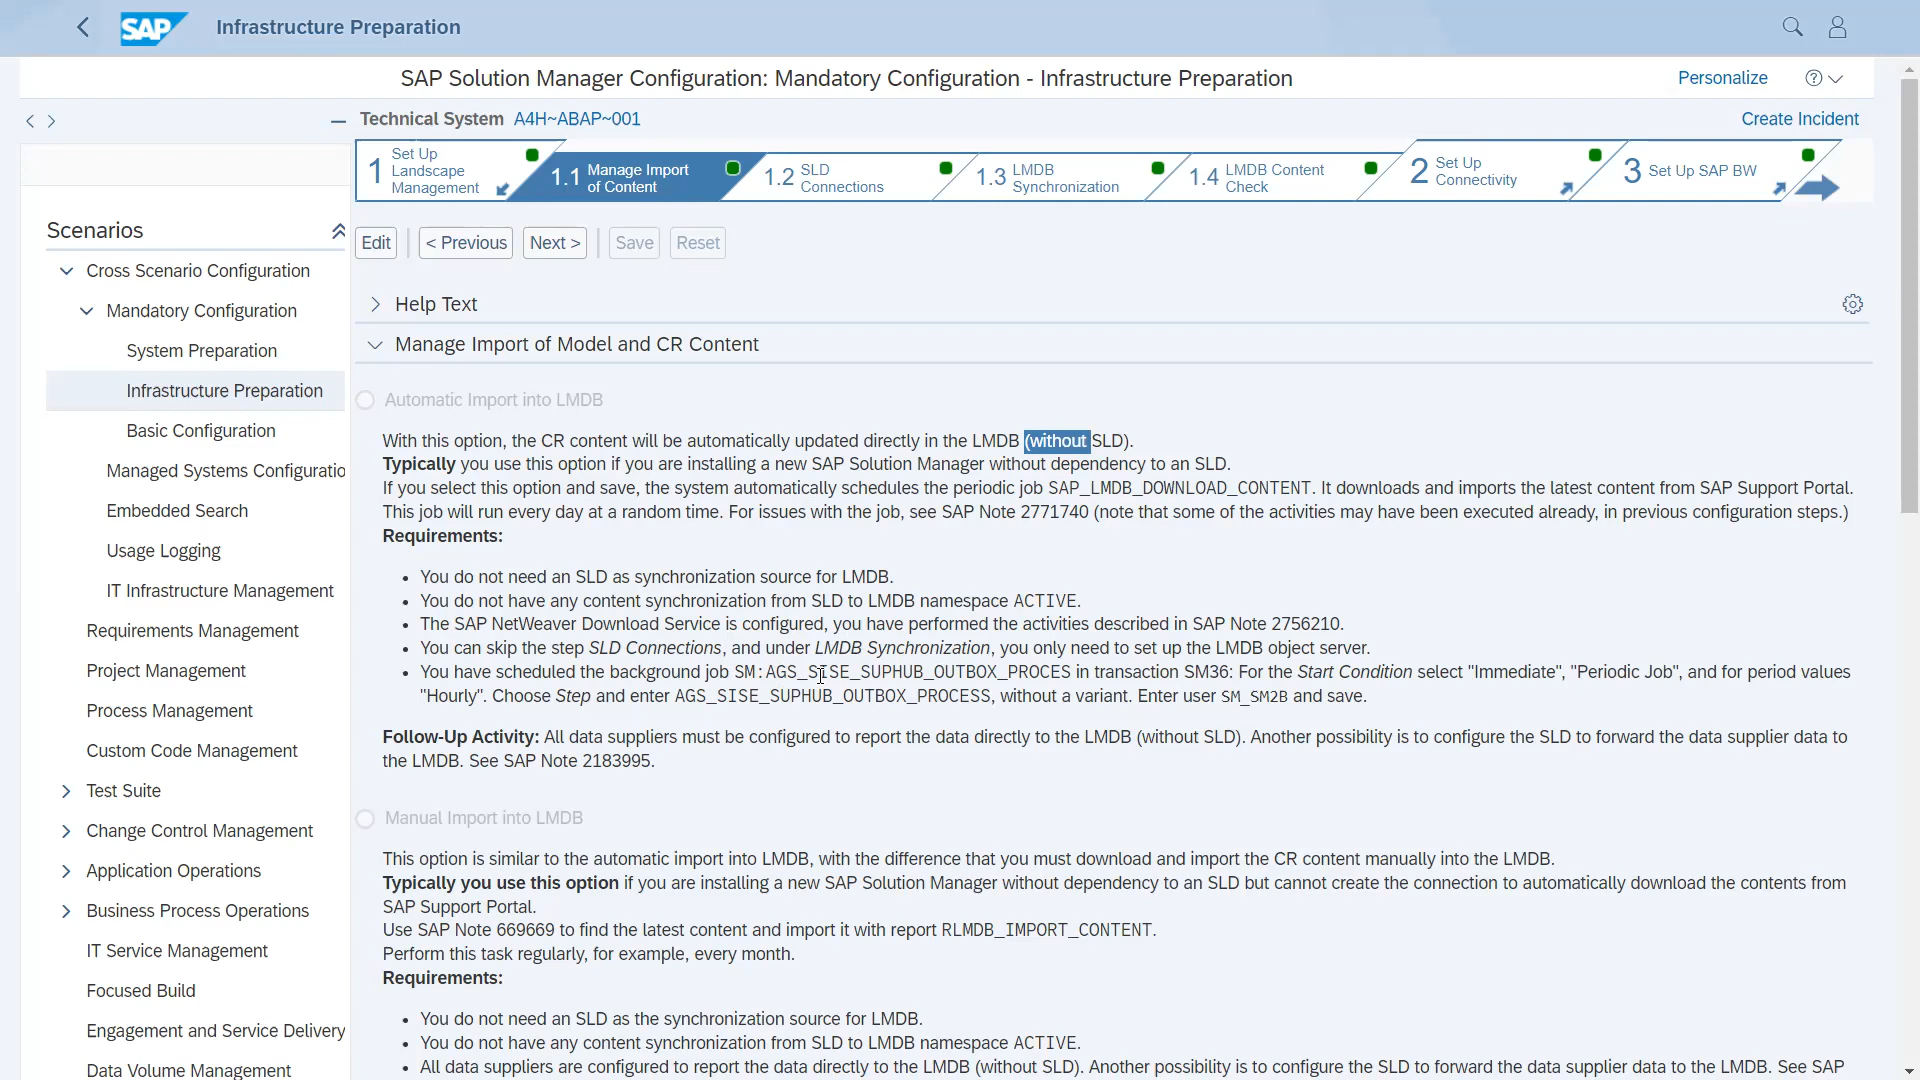 SAP
Infrastructure Preparation
SAP Solution Manager Configuration: Mandatory Configuration - Infrastructure Preparation
Personalize
Technical System A4H~ABAP~001
Create Incident
1 Set Up Landscape Management
1.1 Manage Import of Content
1.2 SLD Connections
1.3 LMDB Synchronization
1.4 LMDB Content Check
2 Set Up Connectivity
3 Set Up SAP BW
Edit
< Previous
Next >
Save
Reset
Scenarios
Cross Scenario Configuration
Mandatory Configuration
System Preparation
Infrastructure Preparation
Basic Configuration
Managed Systems Configuratio
Embedded Search
Usage Logging
IT Infrastructure Management
Requirements Management
Project Management
Process Management
Custom Code Management
Test Suite
Change Control Management
Application Operations
Business Process Operations
IT Service Management
Focused Build
Engagement and Service Delivery
Data Volume Management
Help Text
Manage Import of Model and CR Content
Automatic Import into LMDB
With this option, the CR content will be automatically updated directly in the LMDB (without SLD).
Typically you use this option if you are installing a new SAP Solution Manager without dependency to an SLD.
If you select this option and save, the system automatically schedules the periodic job SAP_LMDB_DOWNLOAD_CONTENT. It downloads and imports the latest content from SAP Support Portal.
This job will run every day at a random time. For issues with the job, see SAP Note 2771740 (note that some of the activities may have been executed already, in previous configuration steps.)
Requirements:
• You do not need an SLD as synchronization source for LMDB.
• You do not have any content synchronization from SLD to LMDB namespace ACTIVE.
• The SAP NetWeaver Download Service is configured, you have performed the activities described in SAP Note 2756210.
• You can skip the step SLD Connections, and under LMDB Synchronization, you only need to set up the LMDB object server.
• You have scheduled the background job SM:AGS_SISE_SUPHUB_OUTBOX_PROCES in transaction SM36: For the Start Condition select "Immediate", "Periodic Job", and for period values
"Hourly". Choose Step and enter AGS_SISE_SUPHUB_OUTBOX_PROCESS, without a variant. Enter user SM_SM2B and save.
Follow-Up Activity: All data suppliers must be configured to report the data directly to the LMDB (without SLD). Another possibility is to configure the SLD to forward the data supplier data to
the LMDB. See SAP Note 2183995.
Manual Import into LMDB
This option is similar to the automatic import into LMDB, with the difference that you must download and import the CR content manually into the LMDB.
Typically you use this option if you are installing a new SAP Solution Manager without dependency to an SLD but cannot create the connection to automatically download the contents from
SAP Support Portal.
Use SAP Note 669669 to find the latest content and import it with report RLMDB_IMPORT_CONTENT.
Perform this task regularly, for example, every month.
Requirements:
• You do not need an SLD as the synchronization source for LMDB.
• You do not have any content synchronization from SLD to LMDB namespace ACTIVE.
• All data suppliers are configured to report the data directly to the LMDB (without SLD). Another possibility is to configure the SLD to forward the data supplier data to the LMDB. See SAP